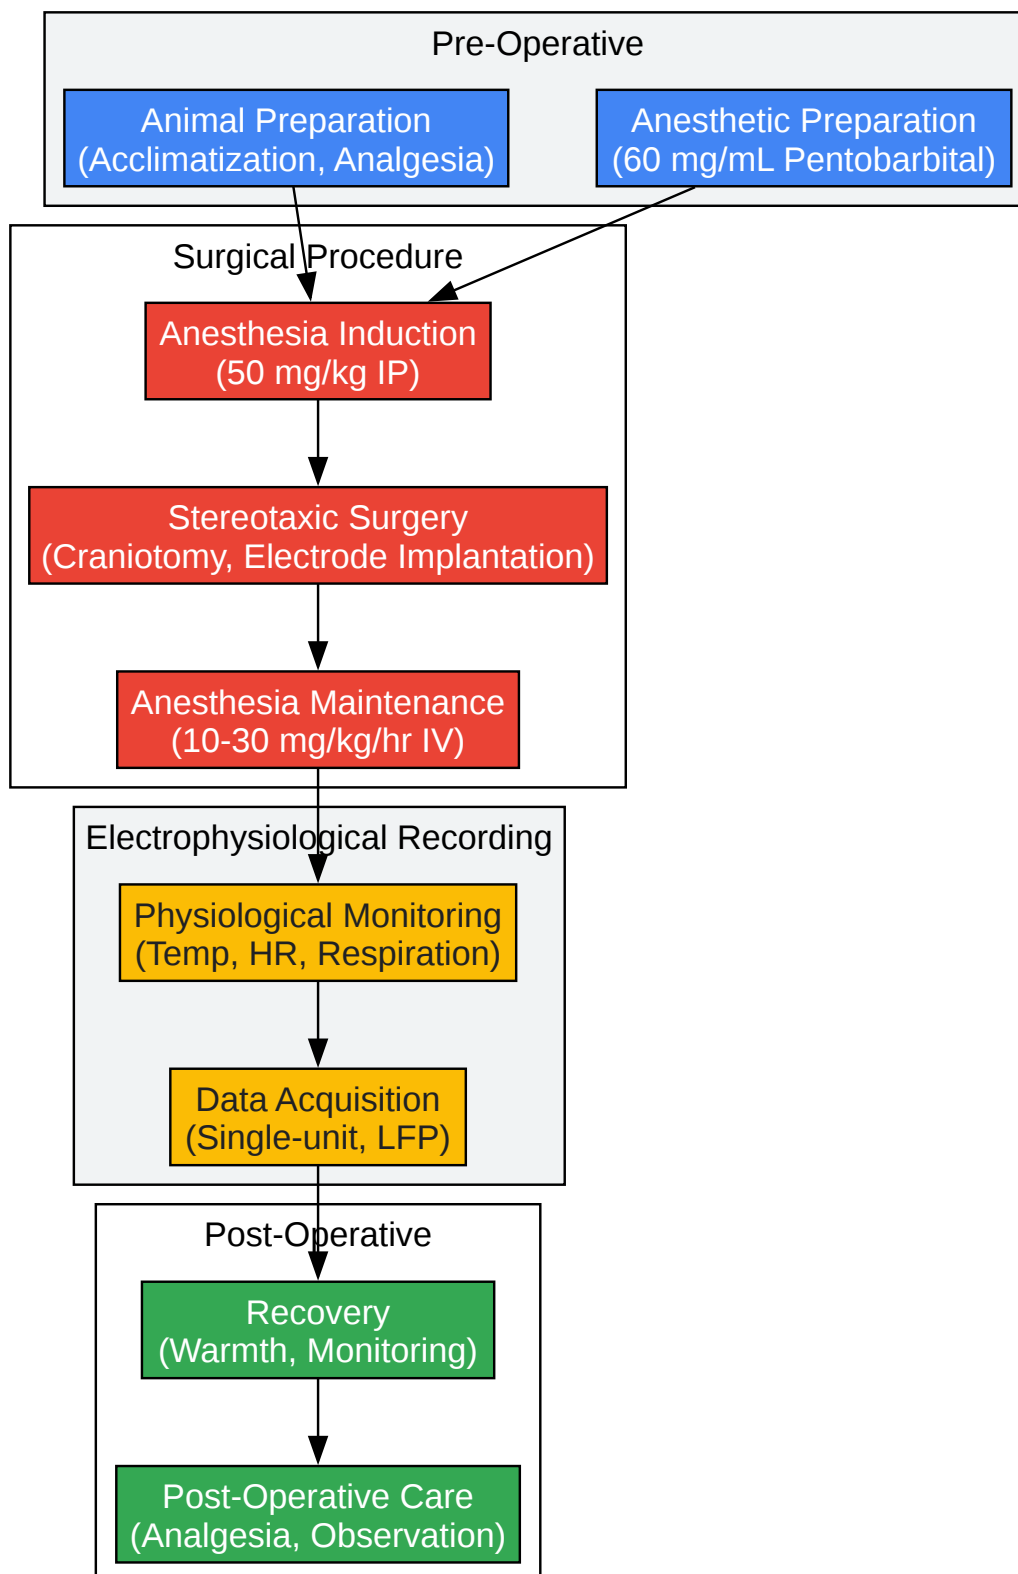 Pre-Operative
Animal Preparation
(Acclimatization, Analgesia)
Anesthetic Preparation
(60 mg/mL Pentobarbital)
Surgical Procedure
Anesthesia Induction
(50 mg/kg IP)
Stereotaxic Surgery
(Craniotomy, Electrode Implantation)
Anesthesia Maintenance
(10-30 mg/kg/hr IV)
Electrophysiological Recording
Physiological Monitoring
(Temp, HR, Respiration)
Data Acquisition
(Single-unit, LFP)
Post-Operative
Recovery
(Warmth, Monitoring)
Post-Operative Care
(Analgesia, Observation)